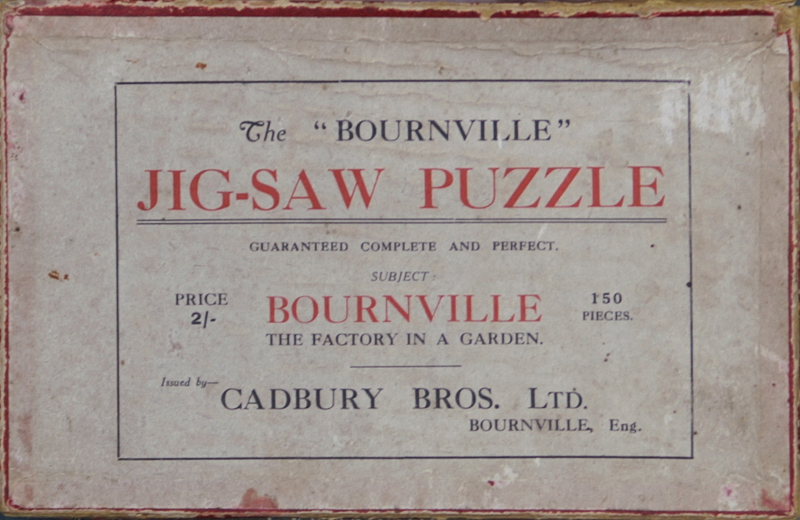 The "BOURNVILLE"
JIG-SAW PUZZLE
GUARANTEED COMPLETE AND PERFECT.
SUBJECT:
PRICE
2/-
BOURNVILLE
THE FACTORY IN A GARDEN.
150
PIECES.
Issued by—
CADBURY BROS. LTD.
BOURNVILLE, Eng.